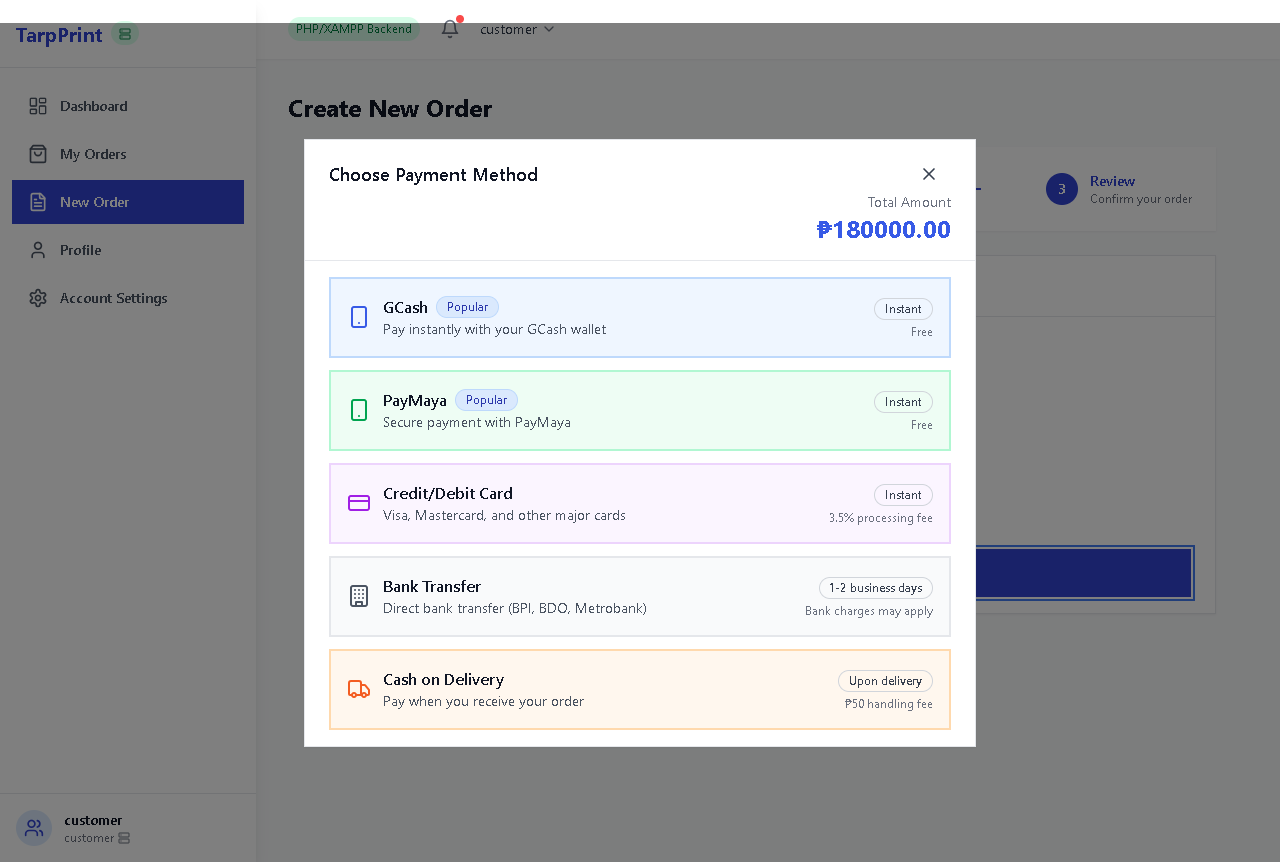 TarpPrint
PHP/XAMPP Backend
customer
Dashboard
My Orders
New Order
Profile
Account Settings
customer
customer
Create New Order
3
Review
Confirm your order
Choose Payment Method
Total Amount
₱180000.00
GCash Popular
Pay instantly with your GCash wallet
Instant
Free
PayMaya Popular
Secure payment with PayMaya
Instant
Free
Credit/Debit Card
Visa, Mastercard, and other major cards
Instant
3.5% processing fee
Bank Transfer
Direct bank transfer (BPI, BDO, Metrobank)
1-2 business days
Bank charges may apply
Cash on Delivery
Pay when you receive your order
Upon delivery
₱50 handling fee